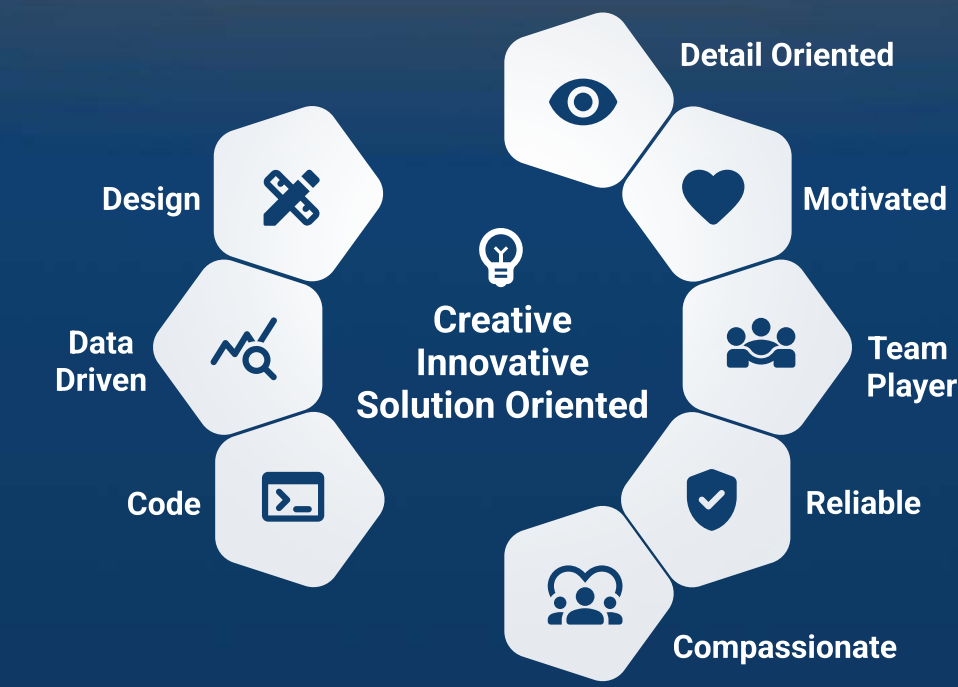 Detail Oriented
Design
Motivated
Creative
Innovative
Solution Oriented
Data
Driven
Team
Player
Code
Reliable
Compassionate